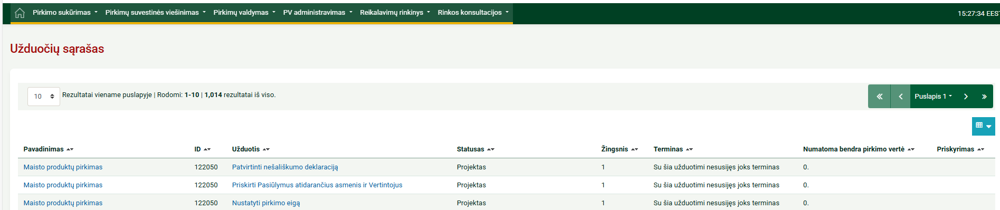 Pirkimo sukūrimas Pirkimų suvestinės viešinimas Pirkimų valdymas PV administravimas Reikalavimų rinkinys Rinkos konsultacijos 15:27:34 EEST
Užduočių sąrašas
10 Rezultatai viename puslapyje | Rodomi: 1-10 | 1,014 rezultatai iš viso. Puslapis 1
Pavadinimas ID Užduotis Statusas Žingsnis Terminas Numatoma bendra pirkimo vertė Priskyrimas
Maisto produktų pirkimas 122050 Patvirtinti nešališkumo deklaraciją Projektas 1 Su šia užduotimi nesusijęs joks terminas 0.
Maisto produktų pirkimas 122050 Priskirti Pasiūlymus atidarančius asmenis ir Vertintojus Projektas 1 Su šia užduotimi nesusijęs joks terminas 0.
Maisto produktų pirkimas 122050 Nustatyti pirkimo eigą Projektas 1 Su šia užduotimi nesusijęs joks terminas 0.